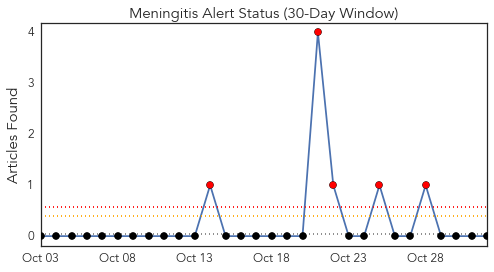 Meningitis Alert Status (30-Day Window)
Articles Found
4
3
2
1
0
Oct 03 Oct 08 Oct 13 Oct 18 Oct 23 Oct 28